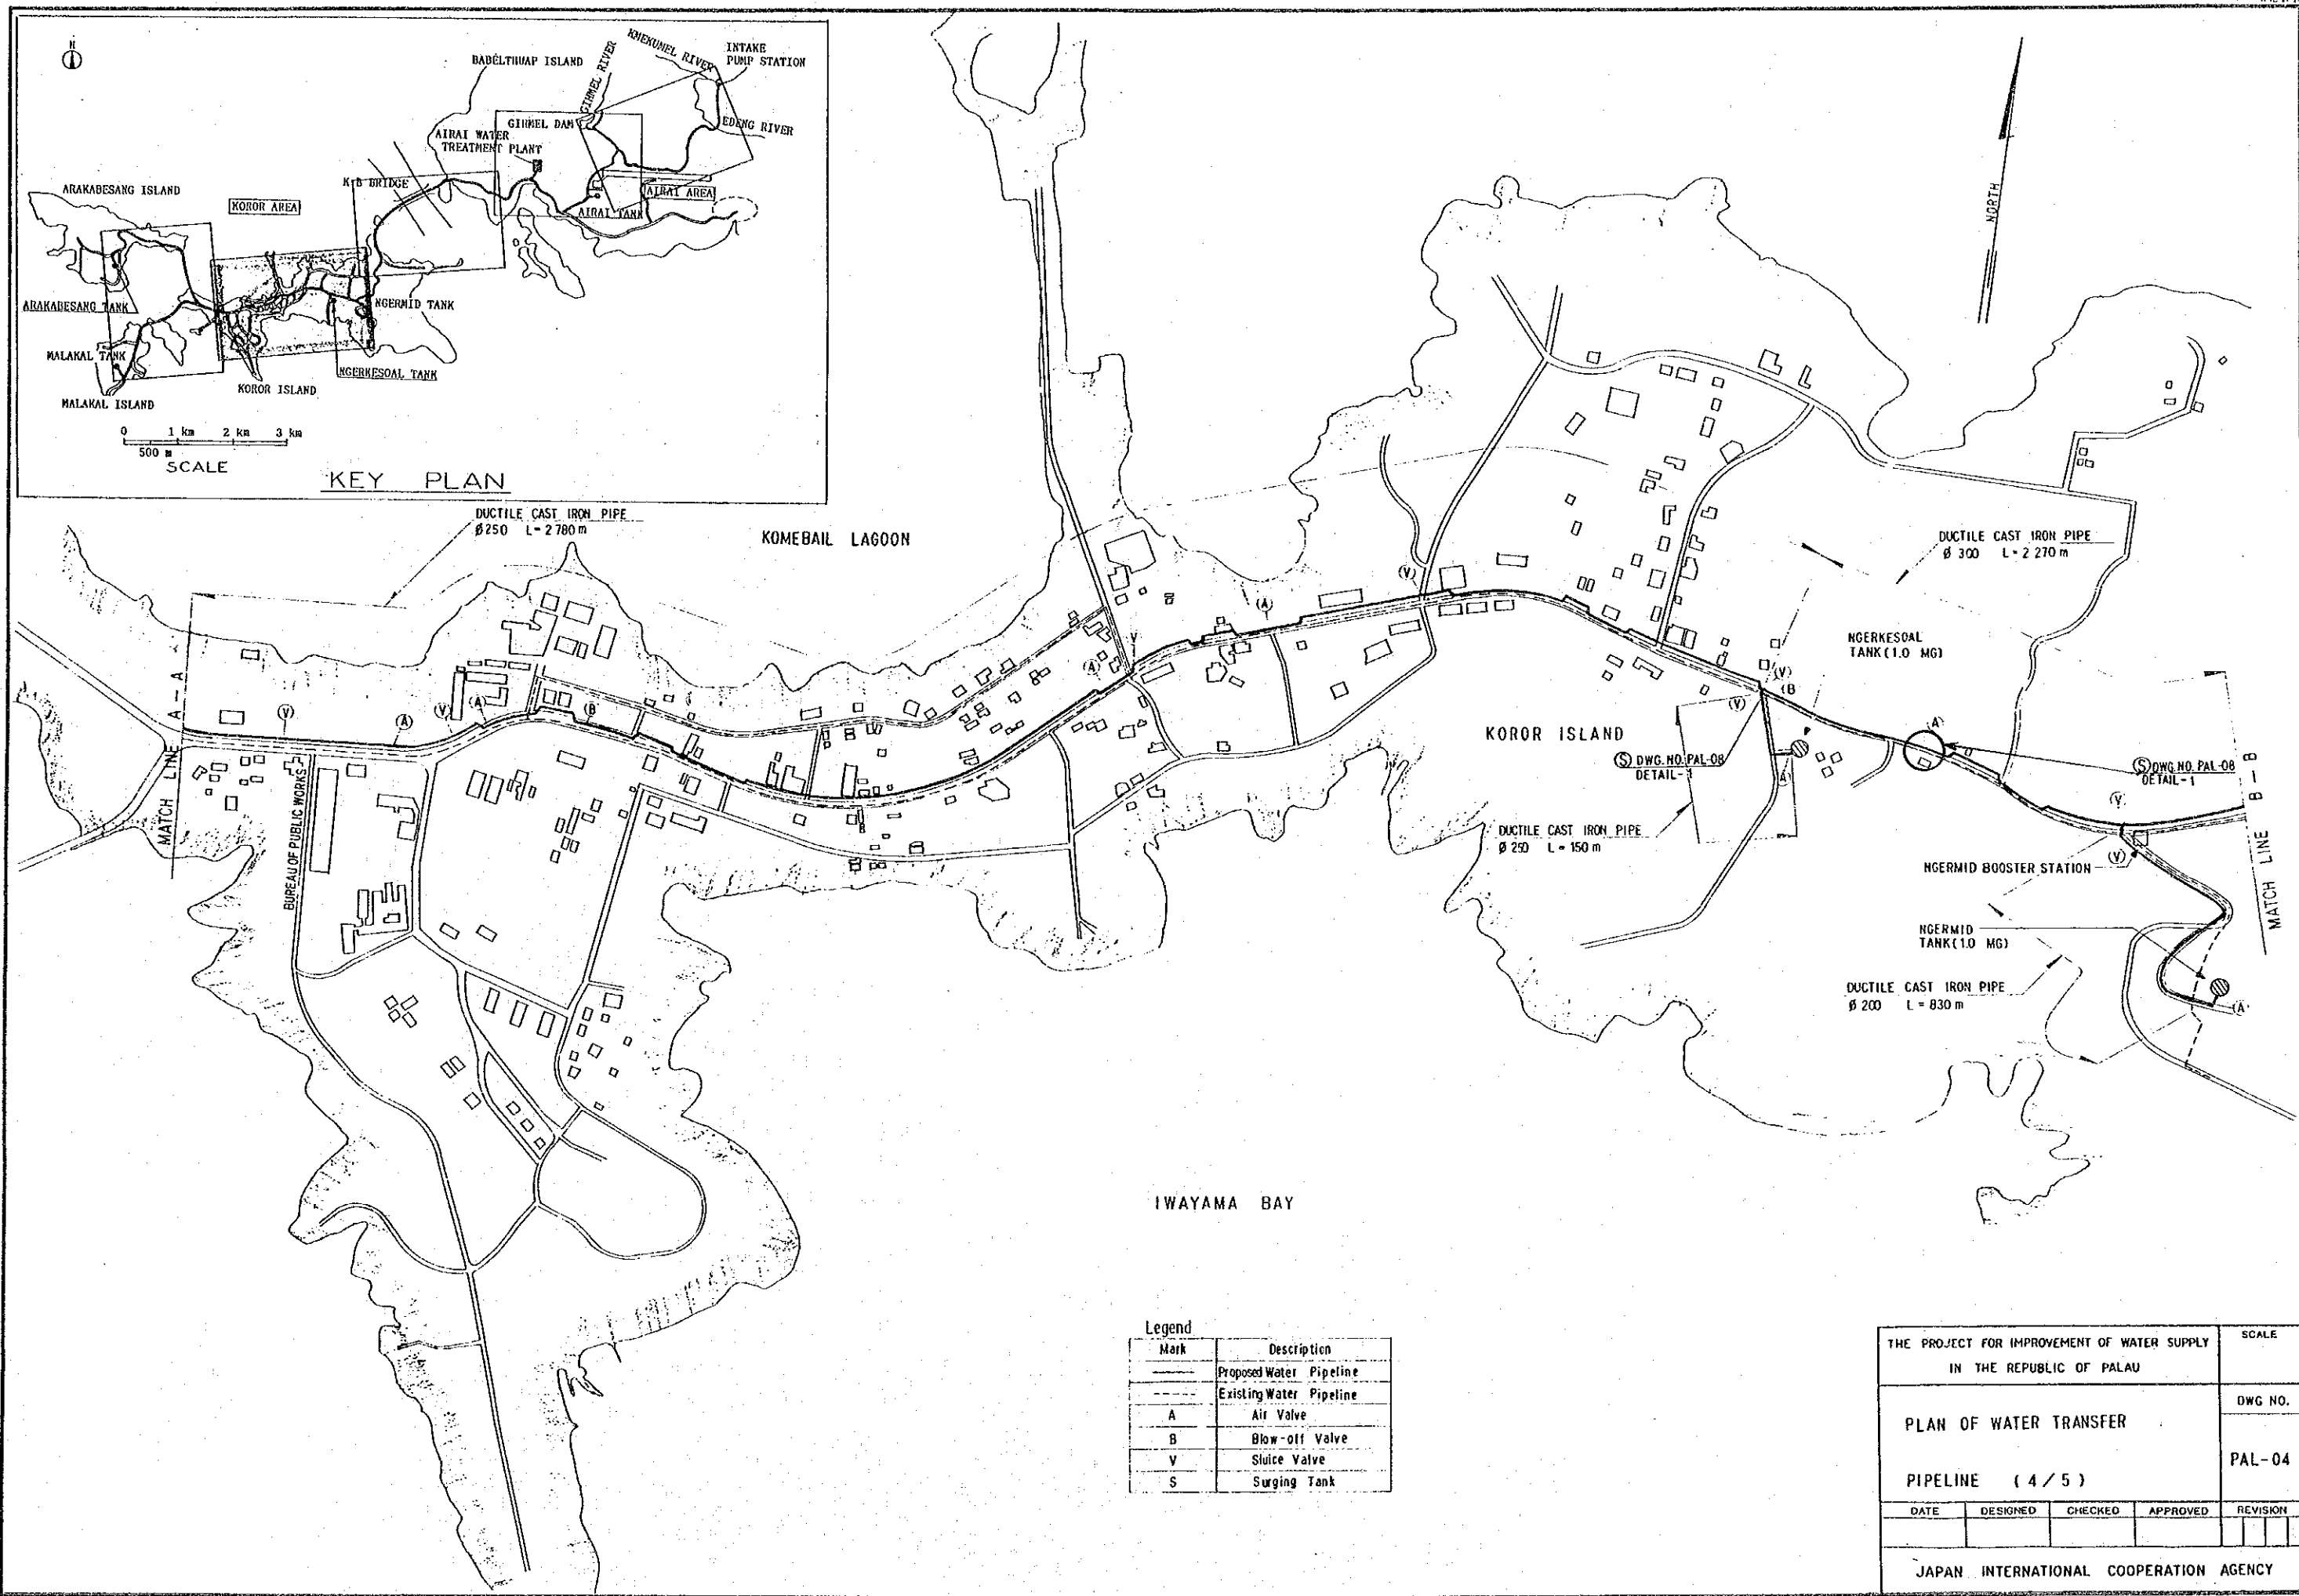 N
BABELTHUAP ISLAND
GIHMEL RIVER
KMEKUMEL RIVER
INTAKE
PUMP STATION
GIHMEL DAM
EDENG RIVER
AIRAI WATER
TREATMENT PLANT
K-B BRIDGE
ARAKABESANG ISLAND
KOROR AREA
AIRAI AREA
AIRAI TANK
ARAKABESANG TANK
NGERMID TANK
MALAKAL TANK
NGERKESOAL TANK
KOROR ISLAND
MALAKAL ISLAND
0 1 km 2 km 3 km
500 m
SCALE
KEY PLAN
NORTH
DUCTILE CAST IRON PIPE
Ø250 L=2780 m
KOMEBAIL LAGOON
DUCTILE CAST IRON PIPE
Ø 300 L=2 270 m
NGERKESOAL
TANK (1.0 MG)
MATCH LINE A-A
(V)
(A)
(V)
(A)
(B)
(A)
V
(A)
(V)
(V)
(B
(V)
(A)
KOROR ISLAND
(S) DWG. NO. PAL-08
DETAIL-1
(A)
(S) DWG. NO. PAL-08
DETAIL-1
(V)
DUCTILE CAST IRON PIPE
Ø 250 L=150 m
BUREAU OF PUBLIC WORKS
NGERMID BOOSTER STATION
(V)
MATCH LINE B-B
NGERMID
TANK (1.0 MG)
DUCTILE CAST IRON PIPE
Ø 200 L=830 m
(A)
IWAYAMA BAY
Legend
Mark Description
Proposed Water Pipeline
Existing Water Pipeline
A Air Valve
B Blow-off Valve
V Sluice Valve
S Surging Tank
THE PROJECT FOR IMPROVEMENT OF WATER SUPPLY
IN THE REPUBLIC OF PALAU
SCALE
PLAN OF WATER TRANSFER
PIPELINE (4/5)
DWG NO.
PAL-04
DATE DESIGNED CHECKED APPROVED REVISION
JAPAN INTERNATIONAL COOPERATION AGENCY